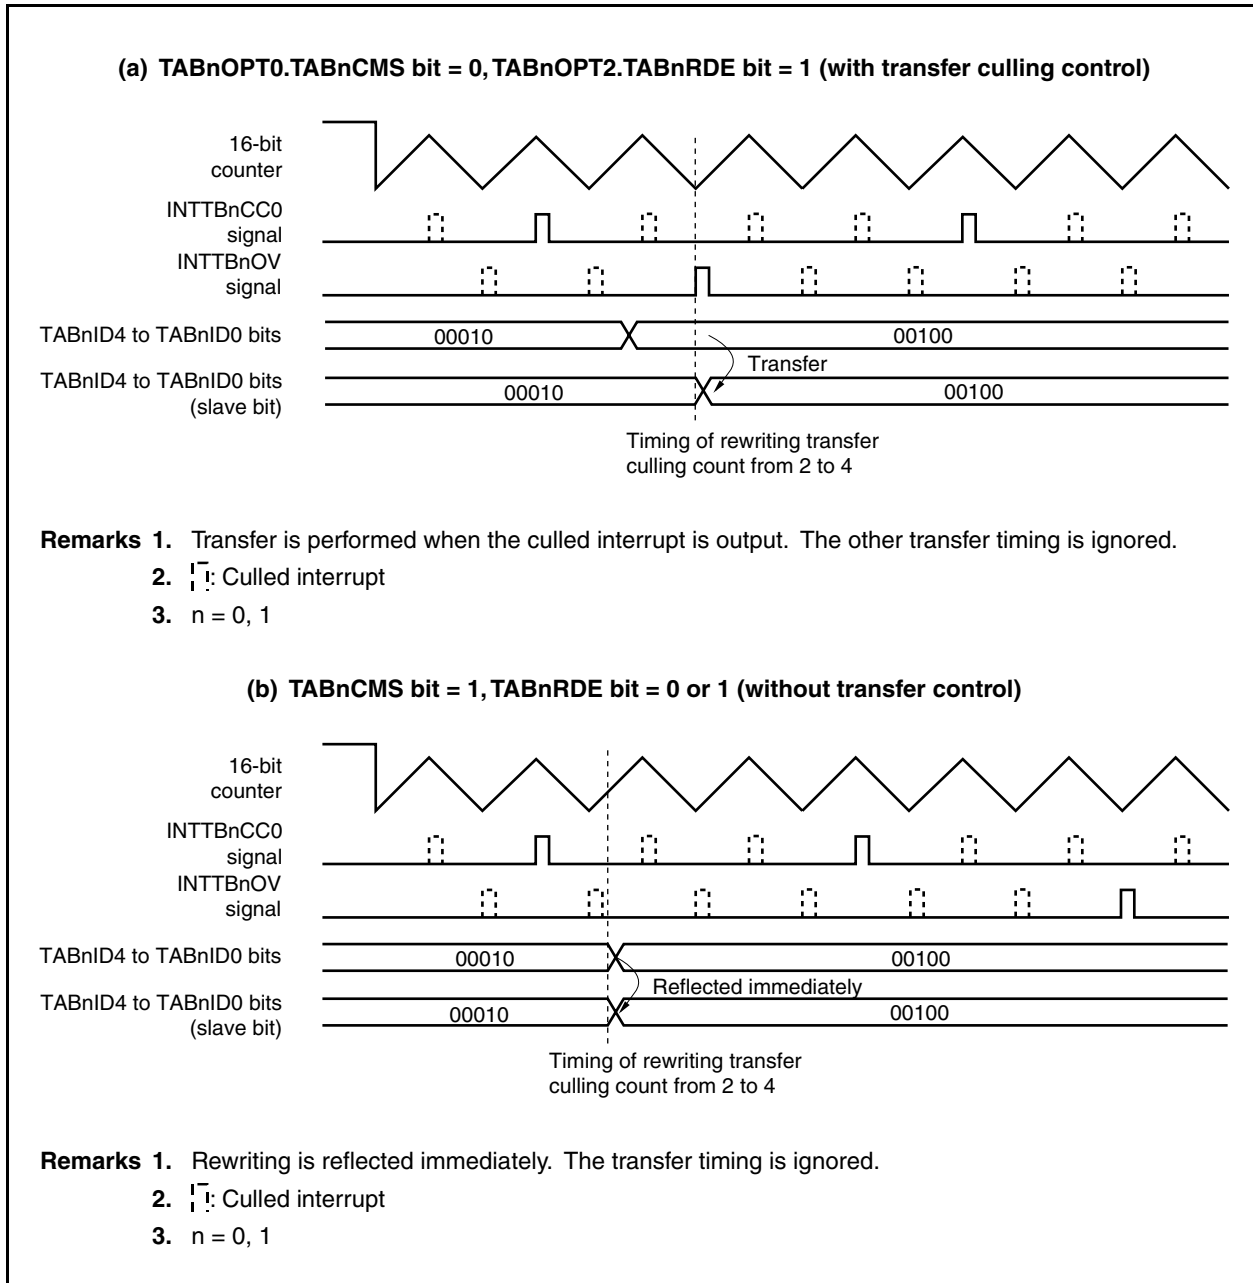 (a) TABnOPT0.TABnCMS bit = 0, TABnOPT2.TABnRDE bit = 1 (with transfer culling control)
16-bit
counter
INTTBnCC0
signal
INTTBnOV
signal
TABnID4 to TABnID0 bits
00010
00100
Transfer
TABnID4 to TABnID0 bits
(slave bit)
00010
00100
Timing of rewriting transfer
culling count from 2 to 4
Remarks 1. Transfer is performed when the culled interrupt is output. The other transfer timing is ignored.
2. : Culled interrupt
3. n = 0, 1
(b) TABnCMS bit = 1, TABnRDE bit = 0 or 1 (without transfer control)
16-bit
counter
INTTBnCC0
signal
INTTBnOV
signal
TABnID4 to TABnID0 bits
00010
00100
Reflected immediately
TABnID4 to TABnID0 bits
(slave bit)
00010
00100
Timing of rewriting transfer
culling count from 2 to 4
Remarks 1. Rewriting is reflected immediately. The transfer timing is ignored.
2. : Culled interrupt
3. n = 0, 1